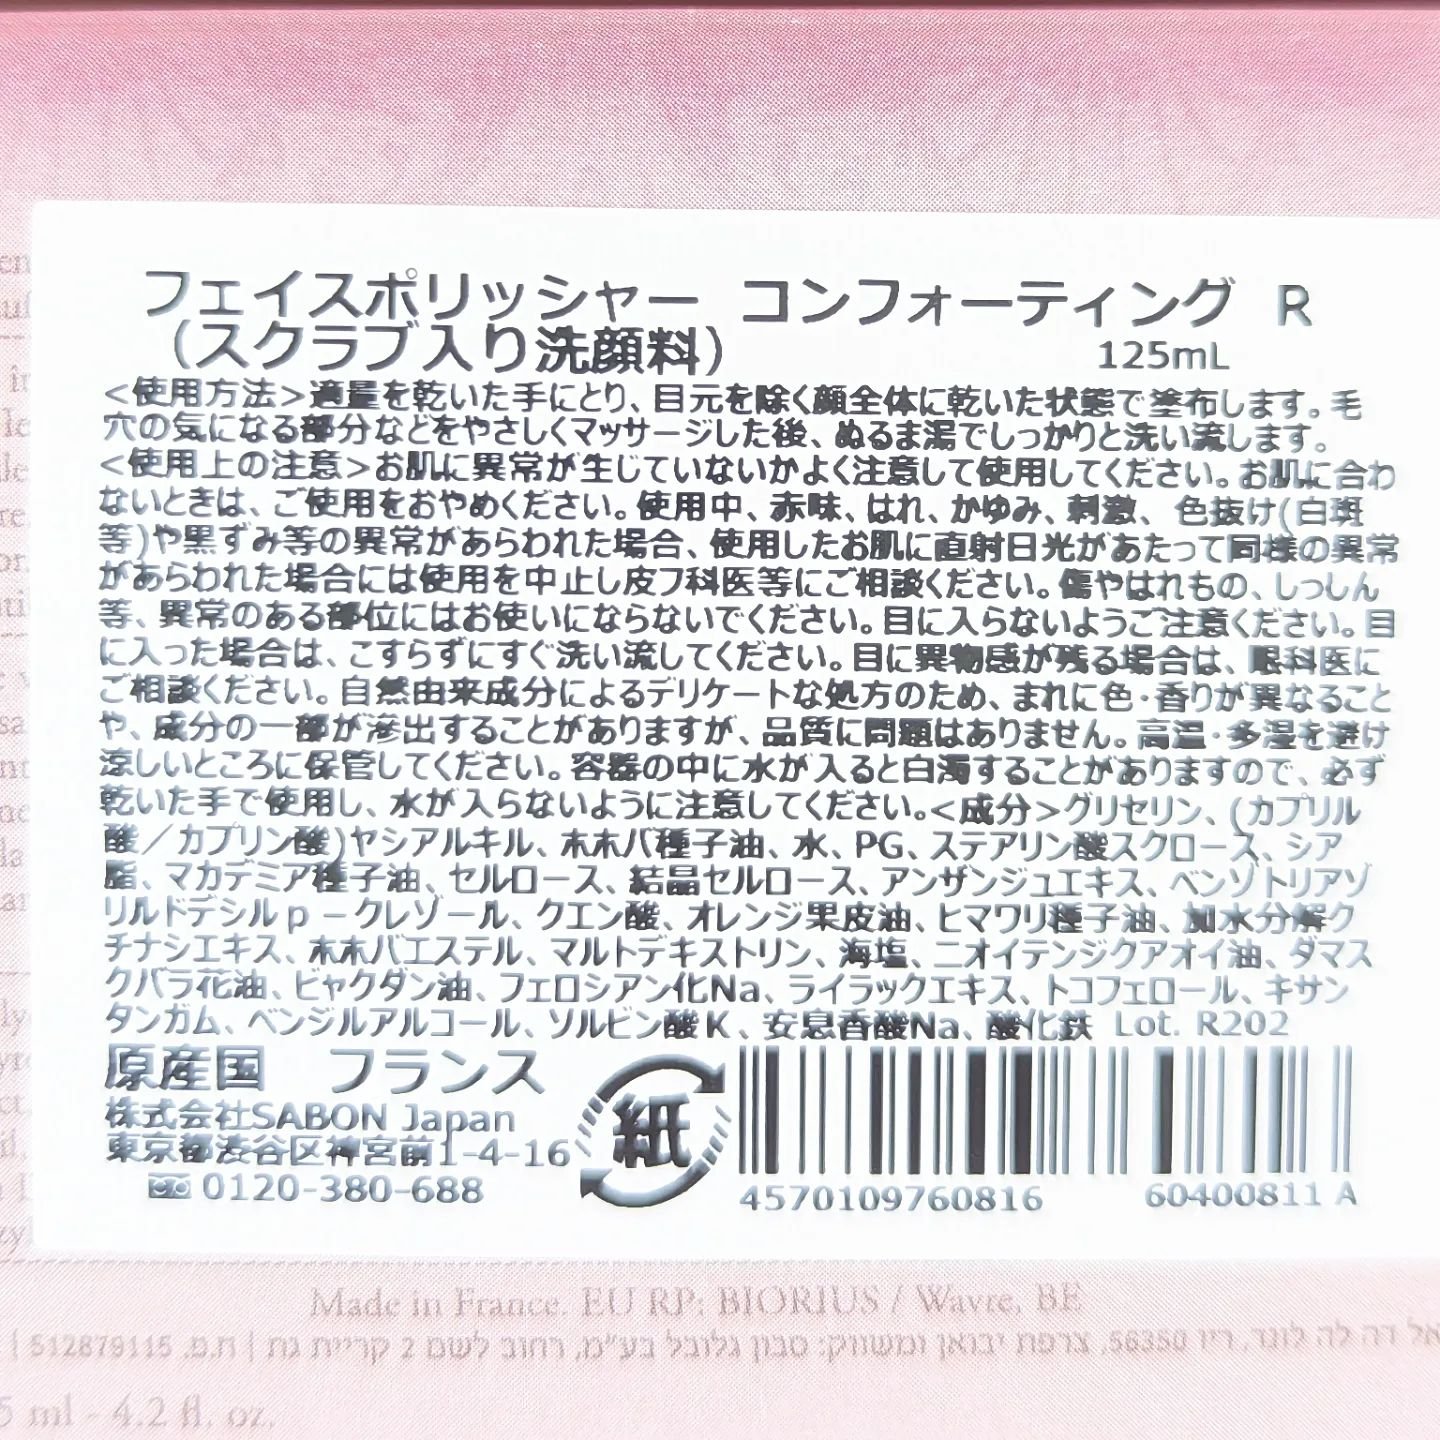 フェイスポリッシャー コンフォーティング R
（スクラブ入り洗顔料） 125mL
＜使用方法＞適量を乾いた手にとり、目元を除く顔全体に乾いた状態で塗布します。毛
穴の気になる部分などをやさしくマッサージした後、ぬるま湯でしっかりと洗い流します。
＜使用上の注意＞お肌に異常が生じていないかよく注意して使用してください。お肌に合わ
ないときは、ご使用をおやめください。使用中、赤味、はれ、かゆみ、刺激、色抜け(白斑
等)や黒ずみ等の異常があらわれた場合、使用したお肌に直射日光があたって同様の異常
があらわれた場合には使用を中止し皮フ科医等にご相談ください。傷やはれもの、しっしん
等、異常のある部位にはお使いにならないでください。目に入らないようご注意ください。目
に入った場合は、こすらずにすぐ洗い流してください。目に異物感が残る場合は、眼科医に
ご相談ください。自然由来成分によるデリケートな処方のため、まれに色・香りが異なること
や、成分の一部が滲出することがありますが、品質に問題はありません。高温・多湿を避け
涼しいところに保管してください。容器の中に水が入ると白濁することがありますので、必ず
乾いた手で使用し、水が入らないように注意してください。＜成分＞グリセリン、(カプリル
酸／カプリン酸)ヤシアルキル、ホホバ種子油、水、PG、ステアリン酸スクロース、シア
脂、マカデミア種子油、セルロース、結晶セルロース、アンザンジュエキス、ベンゾトリアゾ
リルドデシルｐ－クレゾール、クエン酸、オレンジ果皮油、ヒマワリ種子油、加水分解ク
チナシエキス、ホホバエステル、マルトデキストリン、海塩、ニオイテンジクアオイ油、ダマス
クバラ花油、ビャクダン油、フェロシアン化Na、ライラックエキス、トコフェロール、キサン
タンガム、ベンジルアルコール、ソルビン酸K、安息香酸Na、酸化鉄 Lot. R202
原産国 フランス
株式会社SABON Japan
東京都渋谷区神宮前1-4-16
0120-380-688
紙
4570109760816 60400811 A
Made in France. EU RP: BIORIUS / Wavre, BE
אל דה לה לונד, ריו 56350, צרפת יבואן ומשווק: סבון גלובל בע"מ, רחוב לשם 2 קריית גת | ח.פ. 512879115 |
5 ml - 4.2 fl. oz.